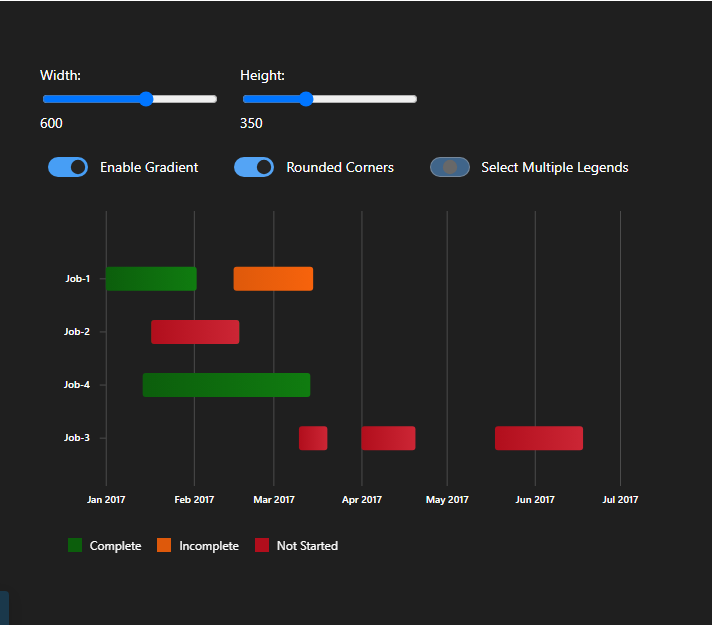 Width: Height:
600 350
Enable Gradient Rounded Corners Select Multiple Legends
Job-1
Job-2
Job-4
Job-3
Jan 2017 Feb 2017 Mar 2017 Apr 2017 May 2017 Jun 2017 Jul 2017
Complete Incomplete Not Started